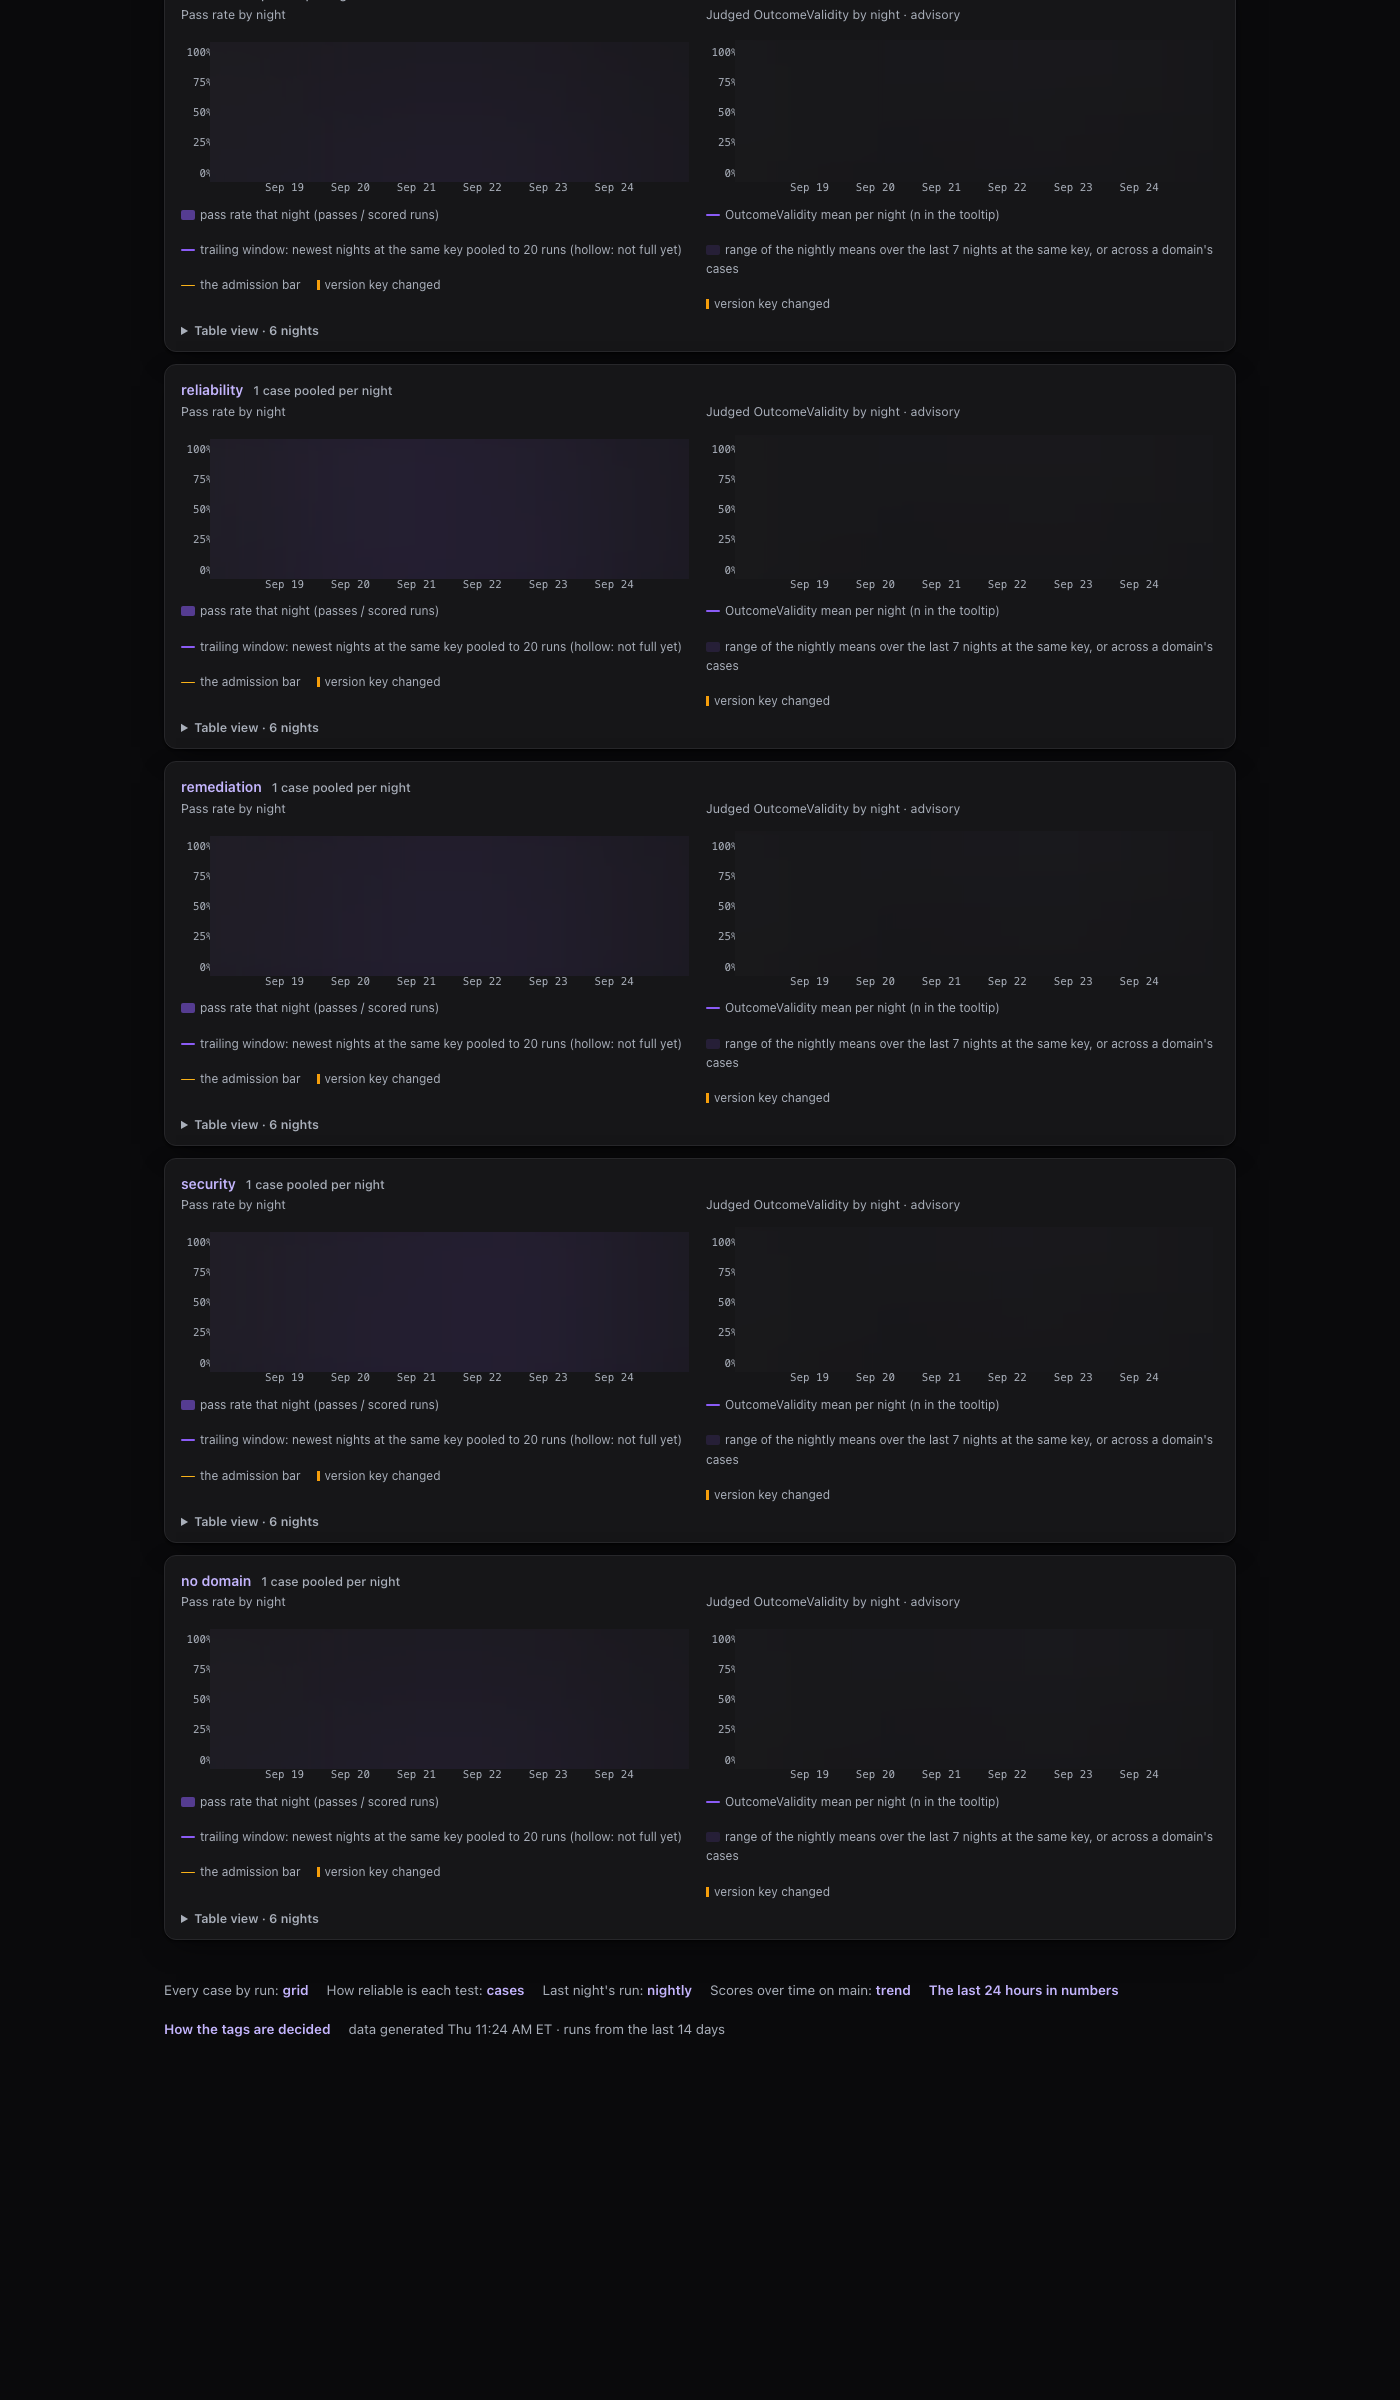 Pass rate by night
Judged OutcomeValidity by night · advisory
100%
75%
50%
25%
0%
Sep 19 Sep 20 Sep 21 Sep 22 Sep 23 Sep 24
100%
75%
50%
25%
0%
Sep 19 Sep 20 Sep 21 Sep 22 Sep 23 Sep 24
pass rate that night (passes / scored runs)
trailing window: newest nights at the same key pooled to 20 runs (hollow: not full yet)
the admission bar version key changed
OutcomeValidity mean per night (n in the tooltip)
range of the nightly means over the last 7 nights at the same key, or across a domain's
cases
version key changed
Table view · 6 nights
reliability 1 case pooled per night
Pass rate by night
Judged OutcomeValidity by night · advisory
100%
75%
50%
25%
0%
Sep 19 Sep 20 Sep 21 Sep 22 Sep 23 Sep 24
100%
75%
50%
25%
0%
Sep 19 Sep 20 Sep 21 Sep 22 Sep 23 Sep 24
pass rate that night (passes / scored runs)
trailing window: newest nights at the same key pooled to 20 runs (hollow: not full yet)
the admission bar version key changed
OutcomeValidity mean per night (n in the tooltip)
range of the nightly means over the last 7 nights at the same key, or across a domain's
cases
version key changed
Table view · 6 nights
remediation 1 case pooled per night
Pass rate by night
Judged OutcomeValidity by night · advisory
100%
75%
50%
25%
0%
Sep 19 Sep 20 Sep 21 Sep 22 Sep 23 Sep 24
100%
75%
50%
25%
0%
Sep 19 Sep 20 Sep 21 Sep 22 Sep 23 Sep 24
pass rate that night (passes / scored runs)
trailing window: newest nights at the same key pooled to 20 runs (hollow: not full yet)
the admission bar version key changed
OutcomeValidity mean per night (n in the tooltip)
range of the nightly means over the last 7 nights at the same key, or across a domain's
cases
version key changed
Table view · 6 nights
security 1 case pooled per night
Pass rate by night
Judged OutcomeValidity by night · advisory
100%
75%
50%
25%
0%
Sep 19 Sep 20 Sep 21 Sep 22 Sep 23 Sep 24
100%
75%
50%
25%
0%
Sep 19 Sep 20 Sep 21 Sep 22 Sep 23 Sep 24
pass rate that night (passes / scored runs)
trailing window: newest nights at the same key pooled to 20 runs (hollow: not full yet)
the admission bar version key changed
OutcomeValidity mean per night (n in the tooltip)
range of the nightly means over the last 7 nights at the same key, or across a domain's
cases
version key changed
Table view · 6 nights
no domain 1 case pooled per night
Pass rate by night
Judged OutcomeValidity by night · advisory
100%
75%
50%
25%
0%
Sep 19 Sep 20 Sep 21 Sep 22 Sep 23 Sep 24
100%
75%
50%
25%
0%
Sep 19 Sep 20 Sep 21 Sep 22 Sep 23 Sep 24
pass rate that night (passes / scored runs)
trailing window: newest nights at the same key pooled to 20 runs (hollow: not full yet)
the admission bar version key changed
OutcomeValidity mean per night (n in the tooltip)
range of the nightly means over the last 7 nights at the same key, or across a domain's
cases
version key changed
Table view · 6 nights
Every case by run: grid How reliable is each test: cases Last night's run: nightly Scores over time on main: trend The last 24 hours in numbers
How the tags are decided data generated Thu 11:24 AM ET · runs from the last 14 days